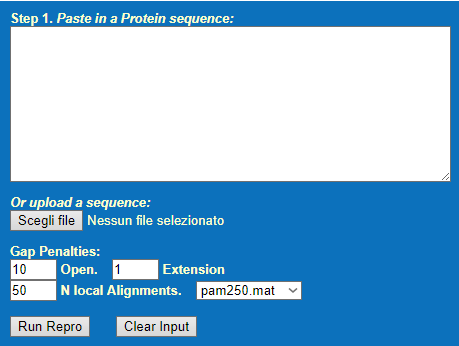 Step 1. Paste in a Protein sequence:
Or upload a sequence:
Scegli file Nessun file selezionato
Gap Penalties:
10 Open. 1 Extension
50 N local Alignments. pam250.mat
Run Repro Clear Input